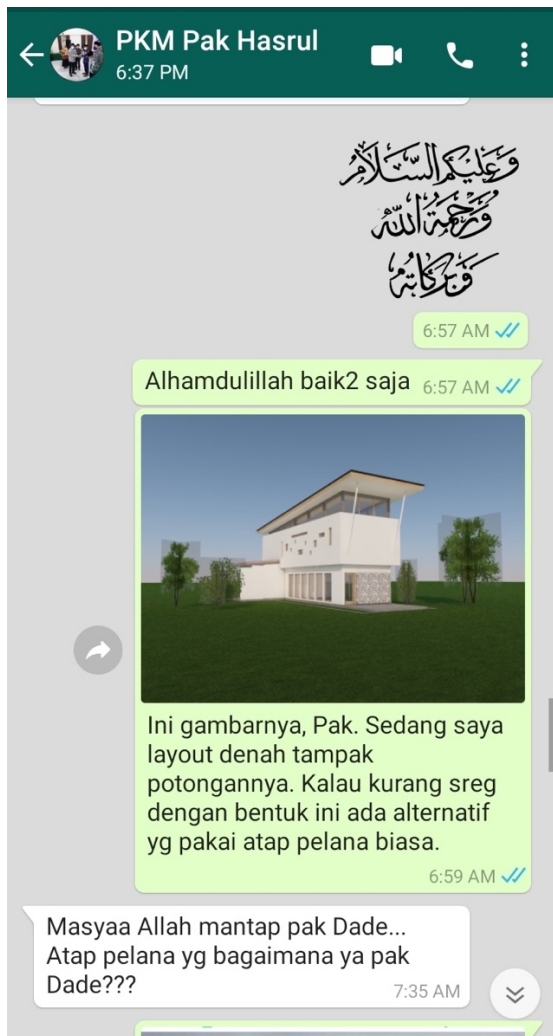 PKM Pak Hasrul
6:37 PM
وَعَلَيْكُمُ السَّلَامُ
وَرَحْمَةُ اللهِ
وَبَرَكَاتُهُ
6:57 AM
Alhamdulillah baik2 saja 6:57 AM
Ini gambarnya, Pak. Sedang saya
layout denah tampak
potongannya. Kalau kurang sreg
dengan bentuk ini ada alternatif
yg pakai atap pelana biasa.
6:59 AM
Masyaa Allah mantap pak Dade...
Atap pelana yg bagaimana ya pak
Dade??? 7:35 AM